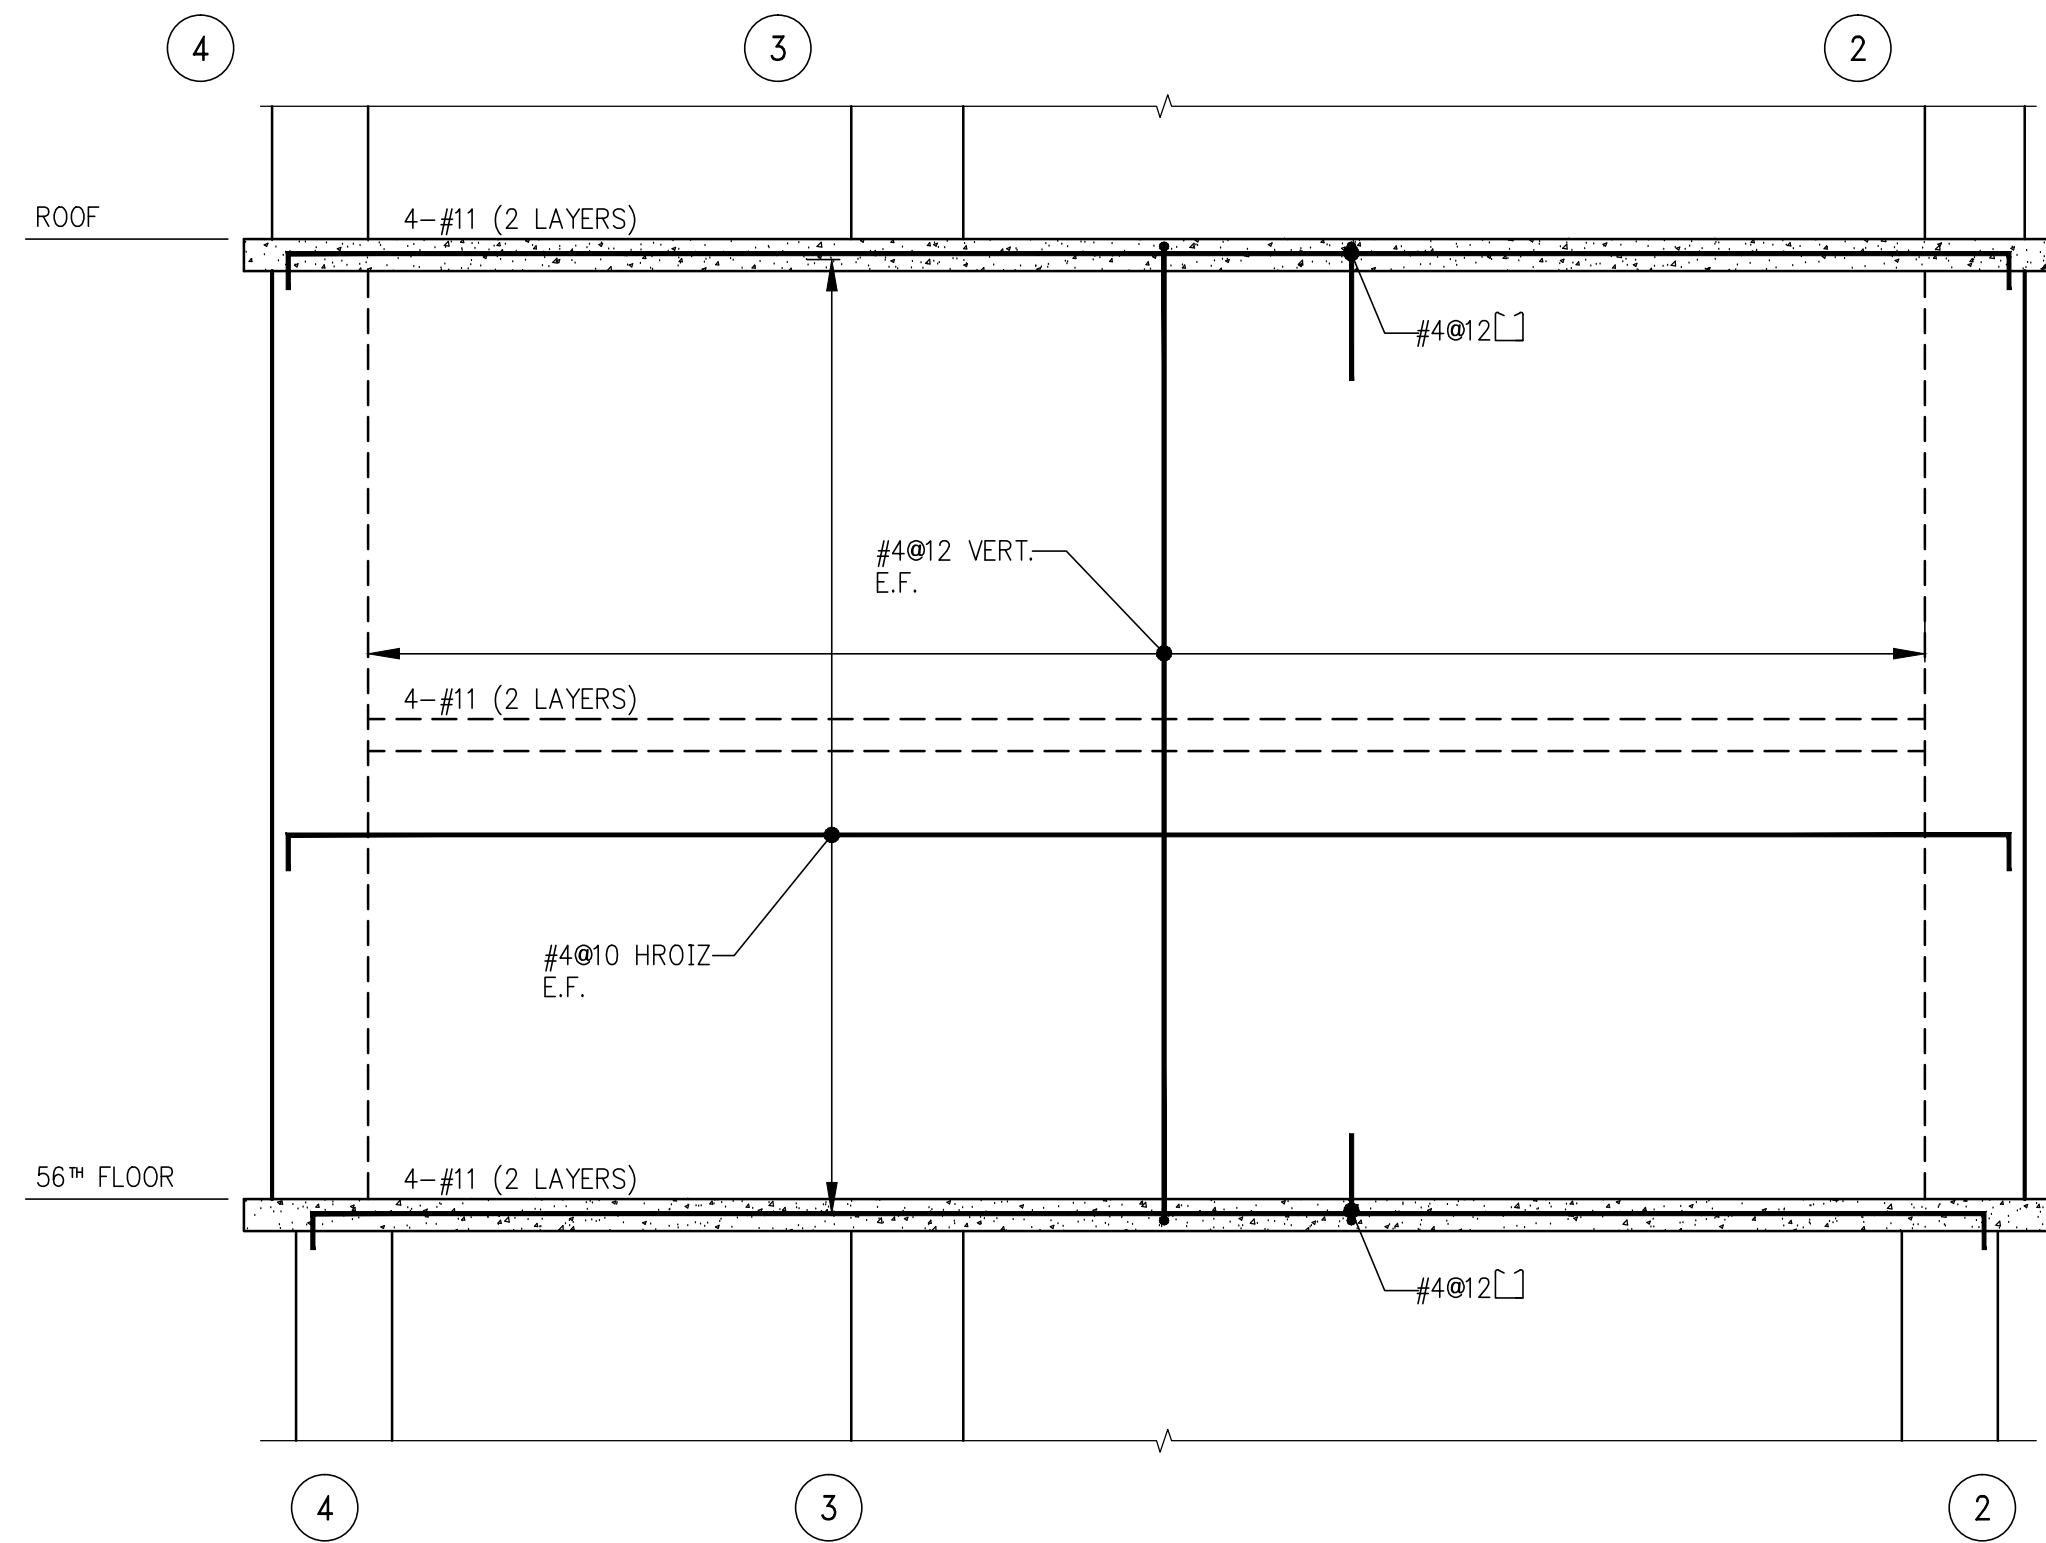 4
3
2
ROOF
4-#11 (2 LAYERS)
#4@12
#4@12 VERT.
E.F.
4-#11 (2 LAYERS)
#4@10 HROIZ
E.F.
56TH FLOOR
4-#11 (2 LAYERS)
#4@12
4
3
2